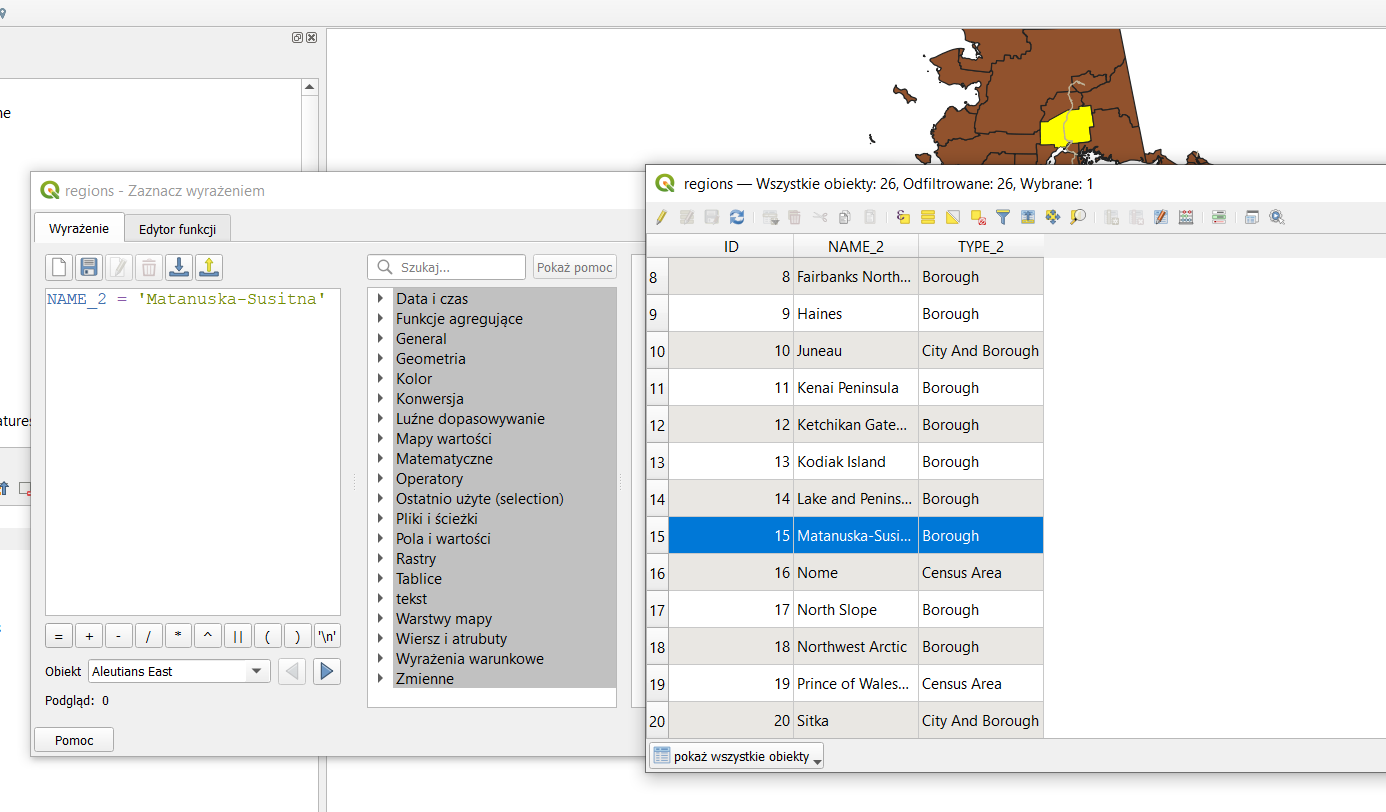 ne
atures
regions - Zaznacz wyrażeniem
Wyrażenie
Edytor funkcji
NAME_2 = 'Matanuska-Susitna'
= + - / * ^ || ( ) '\n'
Obiekt Aleutians East
Podgląd: 0
Pomoc
Szukaj...
Pokaż pomoc
Data i czas
Funkcje agregujące
General
Geometria
Kolor
Konwersja
Luźne dopasowywanie
Mapy wartości
Matematyczne
Operatory
Ostatnio użyte (selection)
Pliki i ścieżki
Pola i wartości
Rastry
Tablice
tekst
Warstwy mapy
Wiersz i atrubuty
Wyrażenia warunkowe
Zmienne
regions — Wszystkie obiekty: 26, Odfiltrowane: 26, Wybrane: 1
ID NAME_2 TYPE_2
8 8 Fairbanks North... Borough
9 9 Haines Borough
10 10 Juneau City And Borough
11 11 Kenai Peninsula Borough
12 12 Ketchikan Gate... Borough
13 13 Kodiak Island Borough
14 14 Lake and Penins... Borough
15 15 Matanuska-Susi... Borough
16 16 Nome Census Area
17 17 North Slope Borough
18 18 Northwest Arctic Borough
19 19 Prince of Wales... Census Area
20 20 Sitka City And Borough
pokaż wszystkie obiekty